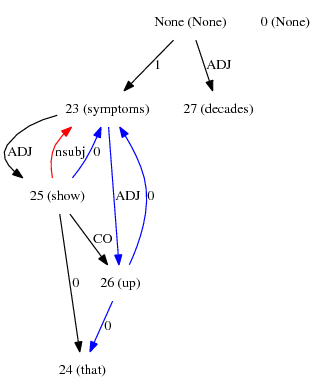 None (None) 0 (None)
1 ADJ
23 (symptoms) 27 (decades)
ADJ nsubj 0 ADJ 0
25 (show)
CO
0 26 (up)
0
24 (that)